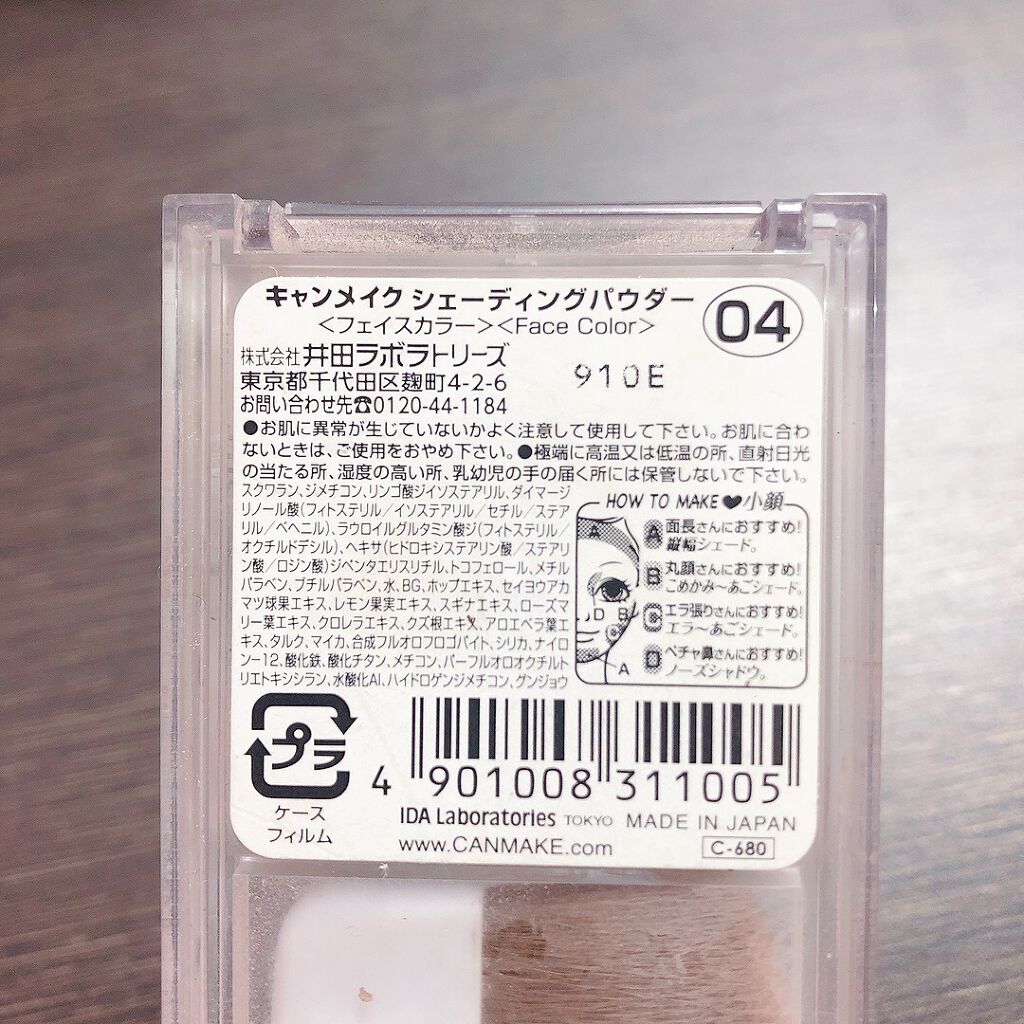 キャンメイク シェーディングパウダー
＜フェイスカラー＞＜Face Color＞
04
株式会社 井田ラボラトリーズ
東京都千代田区麹町4-2-6
お問い合わせ先☎0120-44-1184
910E
●お肌に異常が生じていないかよく注意して使用して下さい。お肌に合わ
ないときは、ご使用をおやめ下さい。●極端に高温又は低温の所、直射日光
の当たる所、湿度の高い所、乳幼児の手の届く所には保管しないで下さい。
スクワラン、ジメチコン、リンゴ酸ジイソステアリル、ダイマージ
リノール酸(フィトステリル／イソステアリル／セチル／ステア
リル／ベヘニル)、ラウロイルグルタミン酸ジ(フィトステリル／
オクチルドデシル)、ヘキサ(ヒドロキシステアリン酸／ステアリ
ン酸／ロジン酸)ジペンタエリスリチル、トコフェロール、メチル
パラベン、ブチルパラベン、水、BG、ホップエキス、セイヨウアカ
マツ球果エキス、レモン果実エキス、スギナエキス、ローズマ
リー葉エキス、クロレラエキス、クズ根エキス、アロエベラ葉エ
キス、タルク、マイカ、合成フルオロフロゴパイト、シリカ、ナイロ
ン-12、酸化鉄、酸化チタン、メチコン、パーフルオロオクチルト
リエトキシシラン、水酸化Al、ハイドロゲンジメチコン、グンジョウ
HOW TO MAKE ♥小顔
A
D B
C
A
A 面長さんにおすすめ!
縦幅シェード。
B 丸顔さんにおすすめ!
こめかみ〜あごシェード。
C エラ張りさんにおすすめ!
エラ〜あごシェード。
D ペチャ鼻さんにおすすめ!
ノーズシャドウ。
プラ
ケース
フィルム
4 901008 311005
IDA Laboratories TOKYO MADE IN JAPAN
www.CANMAKE.com
C-680